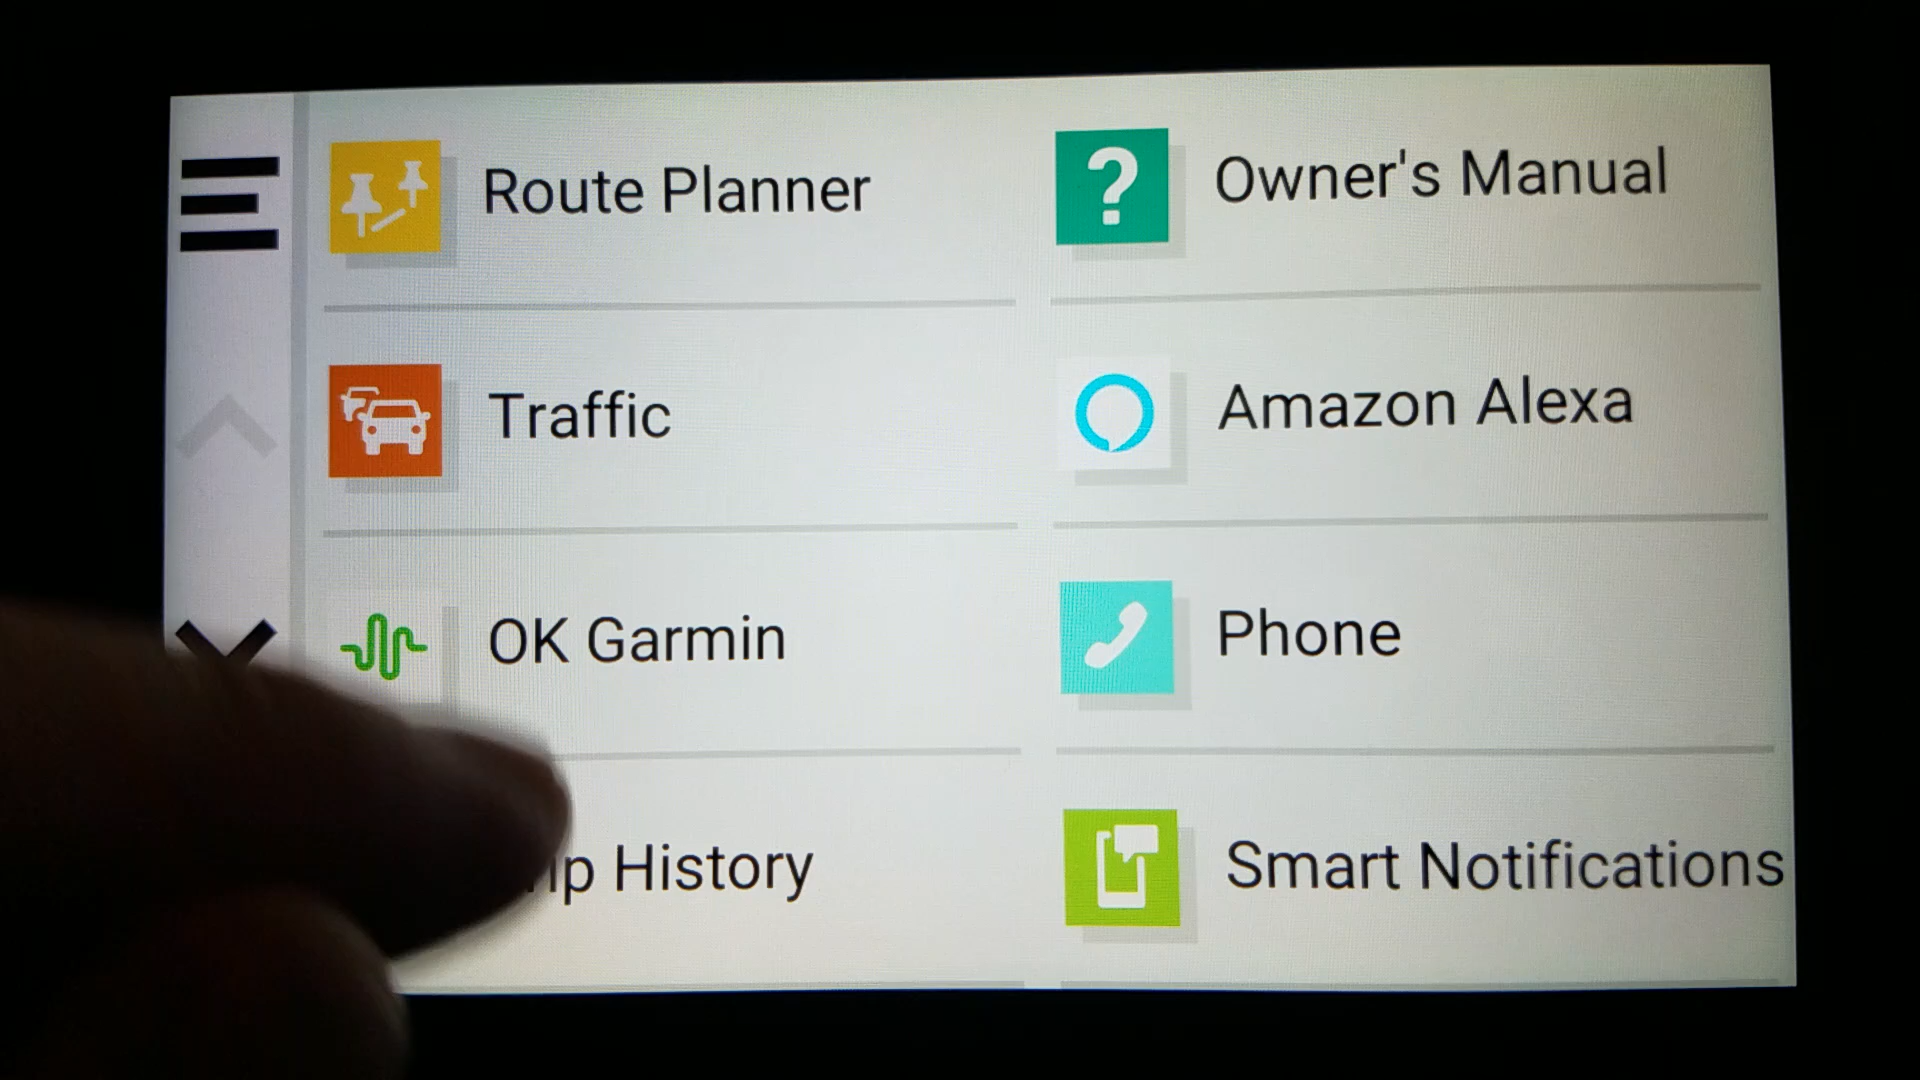 Route Planner
Owner's Manual
?
Traffic
Amazon Alexa
OK Garmin
Phone
History
Smart Notifications